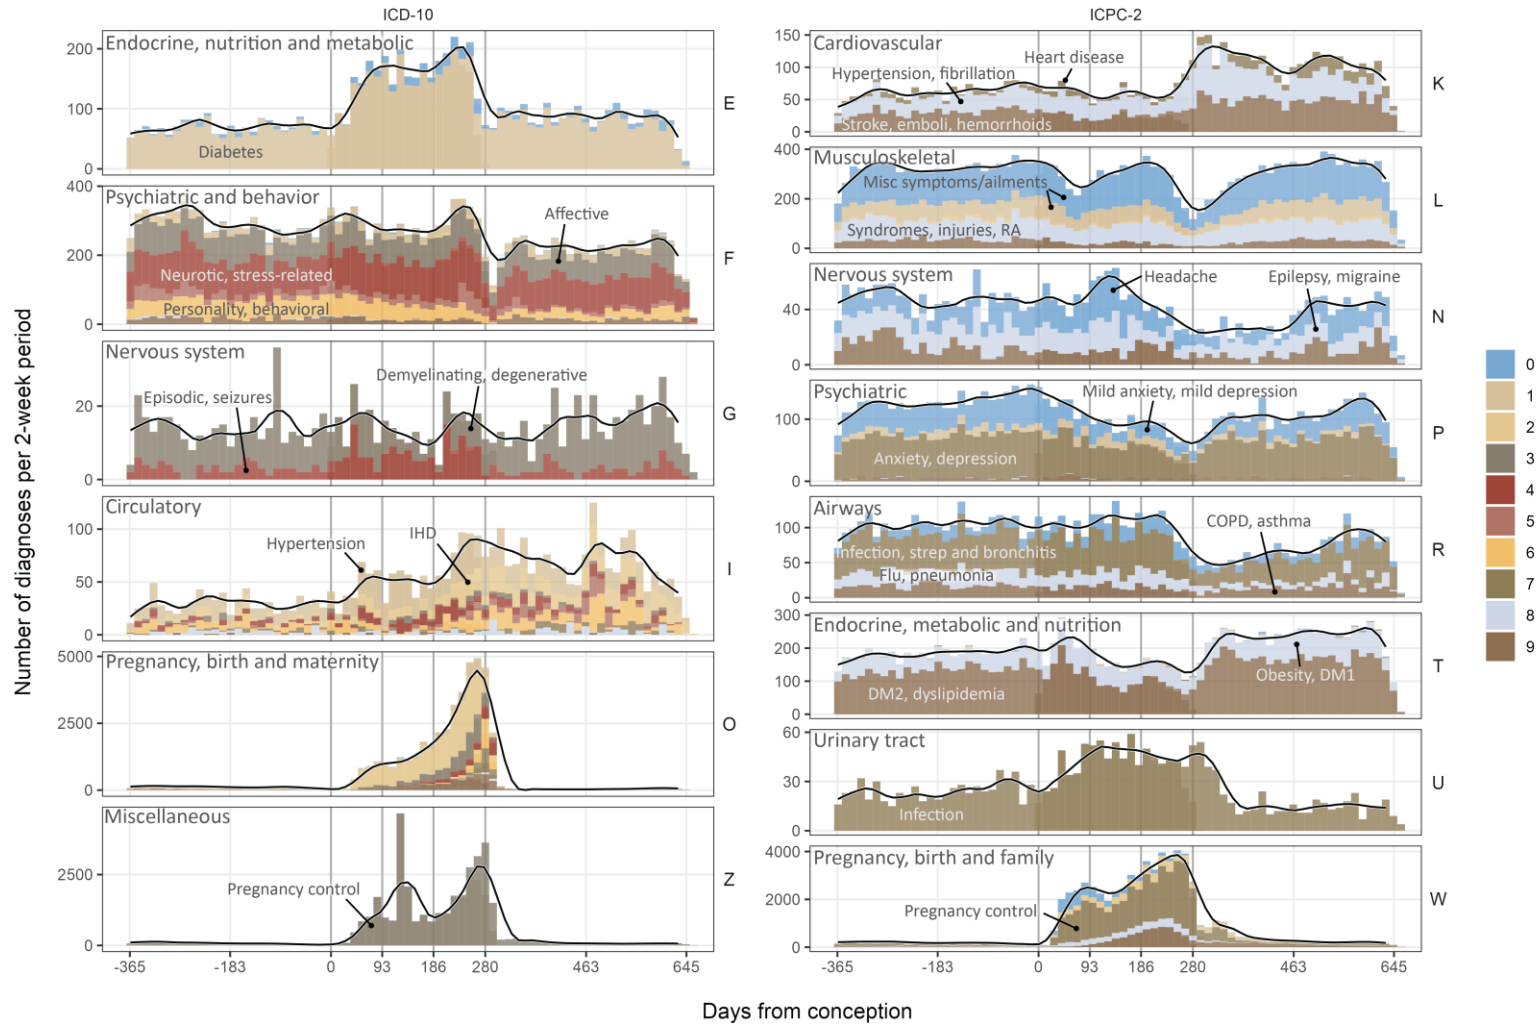 ICD-10
ICPC-2
Number of diagnoses per 2-week period
Endocrine, nutrition and metabolic
200
100
0
Diabetes
E
Psychiatric and behavior
400
200
0
Affective
Neurotic, stress-related
Personality, behavioral
F
Nervous system
20
0
Episodic, seizures
Demyelinating, degenerative
G
Circulatory
100
50
0
Hypertension
IHD
I
Pregnancy, birth and maternity
5000
2500
0
O
Miscellaneous
2500
0
Pregnancy control
Z
-365
-183
0
93
186
280
463
645
Cardiovascular
150
100
50
0
Heart disease
Hypertension, fibrillation
Stroke, emboli, hemorrhoids
K
Musculoskeletal
400
200
0
Misc symptoms/ailments
Syndromes, injuries, RA
L
Nervous system
40
0
Headache
Epilepsy, migraine
N
Psychiatric
100
0
Mild anxiety, mild depression
Anxiety, depression
P
Airways
100
50
0
COPD, asthma
Infection, strep and bronchitis
Flu, pneumonia
R
Endocrine, metabolic and nutrition
300
200
100
0
Obesity, DM1
DM2, dyslipidemia
T
Urinary tract
60
30
0
Infection
U
Pregnancy, birth and family
4000
2000
0
Pregnancy control
W
-365
-183
0
93
186
280
463
645
Days from conception
0
1
2
3
4
5
6
7
8
9